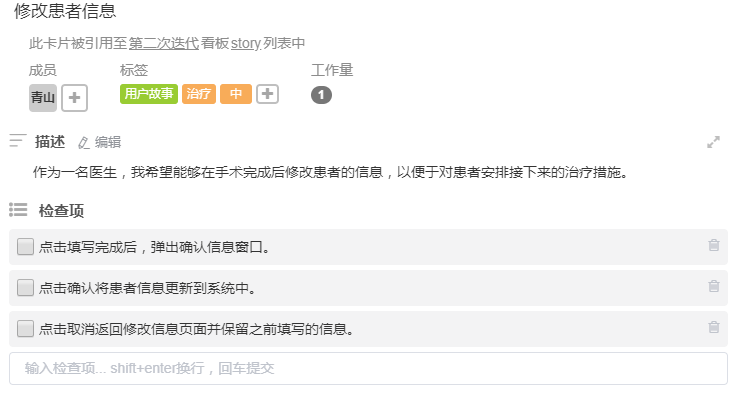 修改患者信息
此卡片被引用至第二次迭代看板story列表中
成员 标签 工作量
青山 用户故事 治疗 中 1
描述 编辑
作为一名医生，我希望能够在手术完成后修改患者的信息，以便于对患者安排接下来的治疗措施。
检查项
点击填写完成后，弹出确认信息窗口。
点击确认将患者信息更新到系统中。
点击取消返回修改信息页面并保留之前填写的信息。
输入检查项... shift+enter换行，回车提交